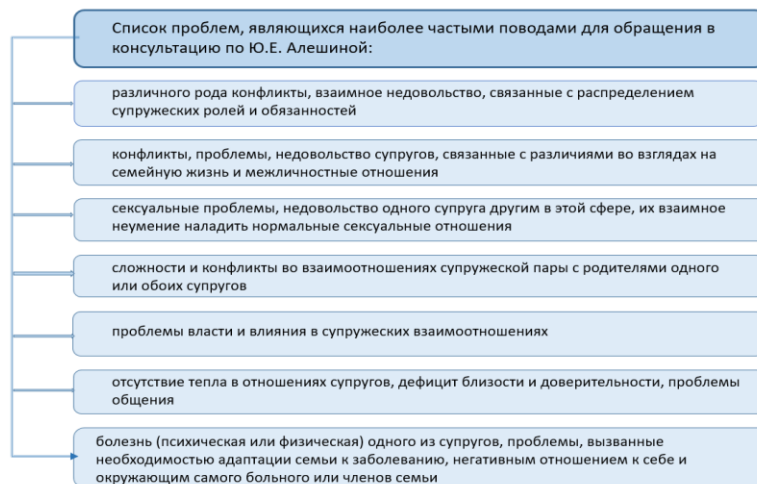 Список проблем, являющихся наиболее частыми поводами для обращения в
консультацию по Ю.Е. Алешиной:
различного рода конфликты, взаимное недовольство, связанные с распределением
супружеских ролей и обязанностей
конфликты, проблемы, недовольство супругов, связанные с различиями во взглядах на
семейную жизнь и межличностные отношения
сексуальные проблемы, недовольство одного супруга другим в этой сфере, их взаимное
неумение наладить нормальные сексуальные отношения
сложности и конфликты во взаимоотношениях супружеской пары с родителями одного
или обоих супругов
проблемы власти и влияния в супружеских взаимоотношениях
отсутствие тепла в отношениях супругов, дефицит близости и доверительности, проблемы
общения
болезнь (психическая или физическая) одного из супругов, проблемы, вызванные
необходимостью адаптации семьи к заболеванию, негативным отношением к себе и
окружающим самого больного или членов семьи